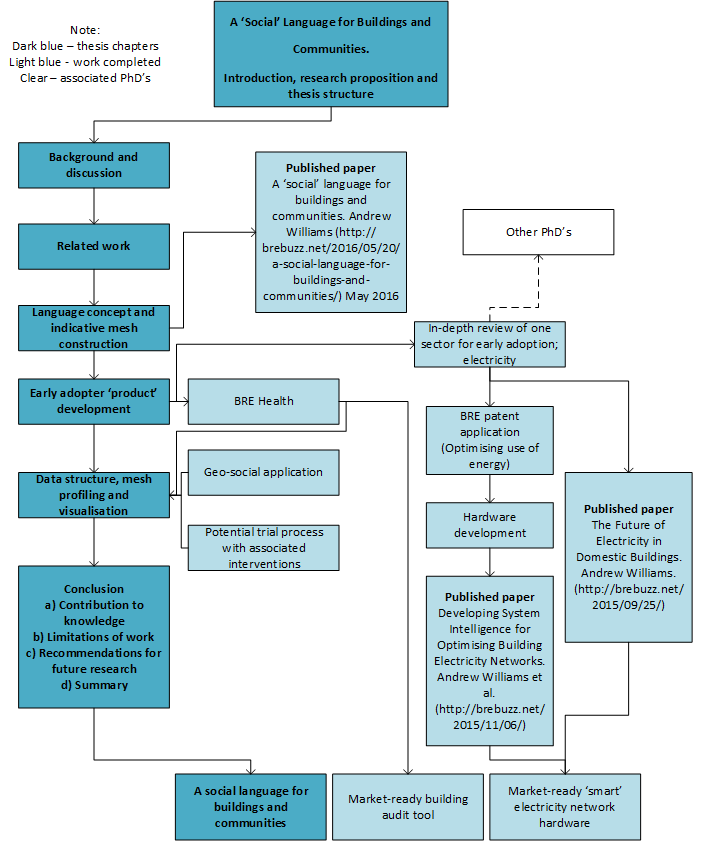 Note:
Dark blue – thesis chapters
Light blue - work completed
Clear – associated PhD's
A 'Social' Language for Buildings and
Communities.
Introduction, research proposition and
thesis structure
Background and
discussion
Published paper
A 'social' language for
buildings and
communities. Andrew
Williams (http://
brebuzz.net/2016/05/20/
a-social-language-for-
buildings-and-
communities/) May 2016
Related work
Other PhD's
Language concept and
indicative mesh
construction
In-depth review of one
sector for early adoption;
electricity
Early adopter 'product'
development
BRE Health
BRE patent
application
(Optimising use of
energy)
Data structure, mesh
profiling and
visualisation
Geo-social application
Potential trial process
with associated
interventions
Hardware
development
Published paper
The Future of
Electricity in
Domestic Buildings.
Andrew Williams.
(http://brebuzz.net/
2015/09/25/)
Conclusion
a) Contribution to
knowledge
b) Limitations of work
c) Recommendations for
future research
d) Summary
Published paper
Developing System
Intelligence for
Optimising Building
Electricity Networks.
Andrew Williams et
al.
(http://brebuzz.net/
2015/11/06/)
A social language for
buildings and
communities
Market-ready building
audit tool
Market-ready 'smart'
electricity network
hardware